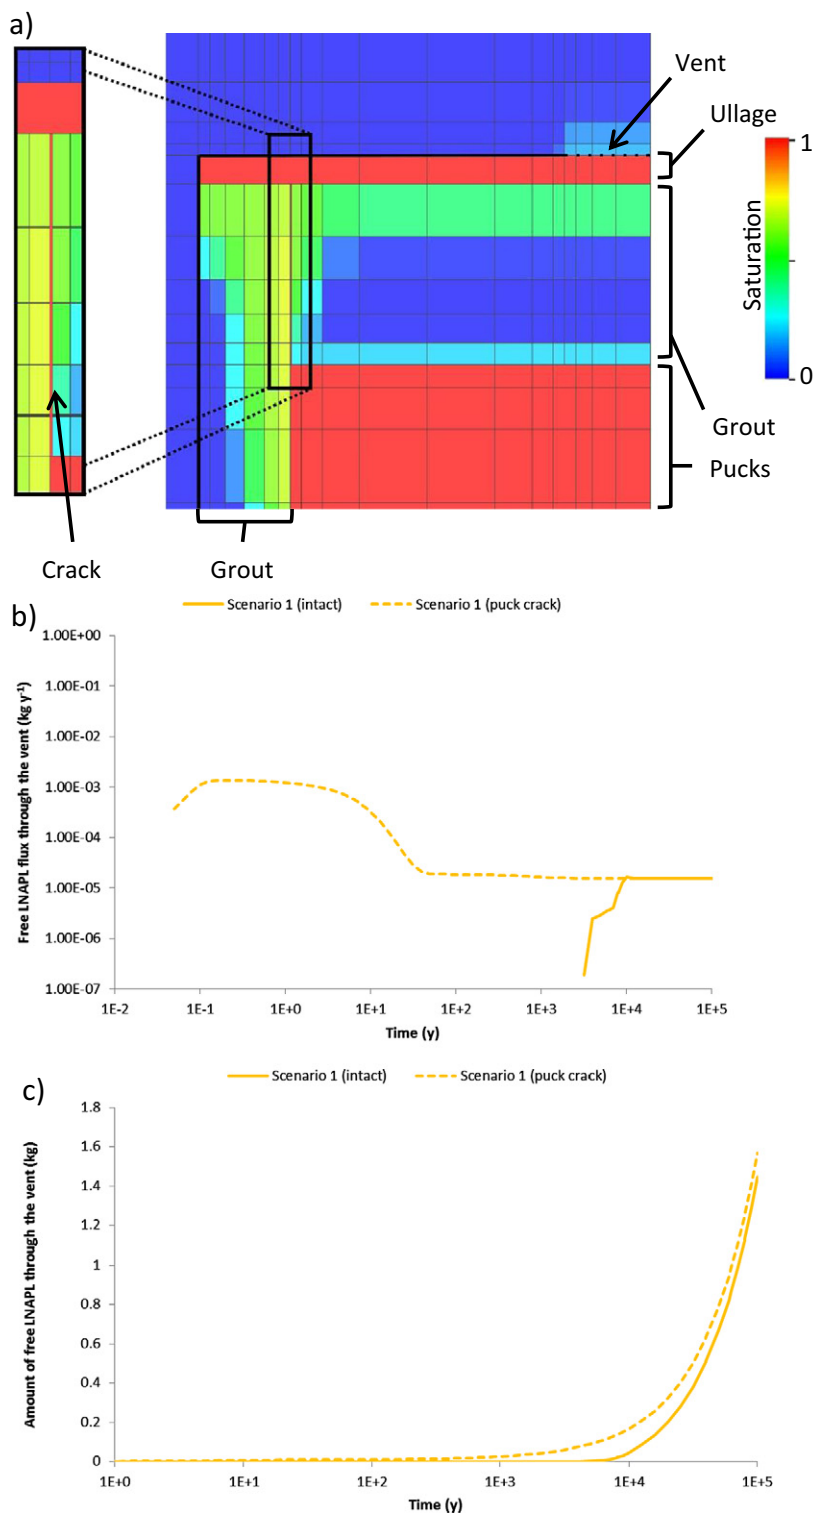 a)
Vent
Ullage
1
Saturation
0
Grout
Pucks
Crack
Grout
b)
Scenario 1 (intact) Scenario 1 (puck crack)
1.00E+00
1.00E-01
1.00E-02
1.00E-03
1.00E-04
1.00E-05
1.00E-06
1.00E-07
Free LNAPL flux through the vent (kg y-1)
1E-2 1E-1 1E+0 1E+1 1E+2 1E+3 1E+4 1E+5
Time (y)
c)
Scenario 1 (intact) Scenario 1 (puck crack)
1.8
1.6
1.4
1.2
1
0.8
0.6
0.4
0.2
0
Amount of free LNAPL through the vent (kg)
1E+0 1E+1 1E+2 1E+3 1E+4 1E+5
Time (y)